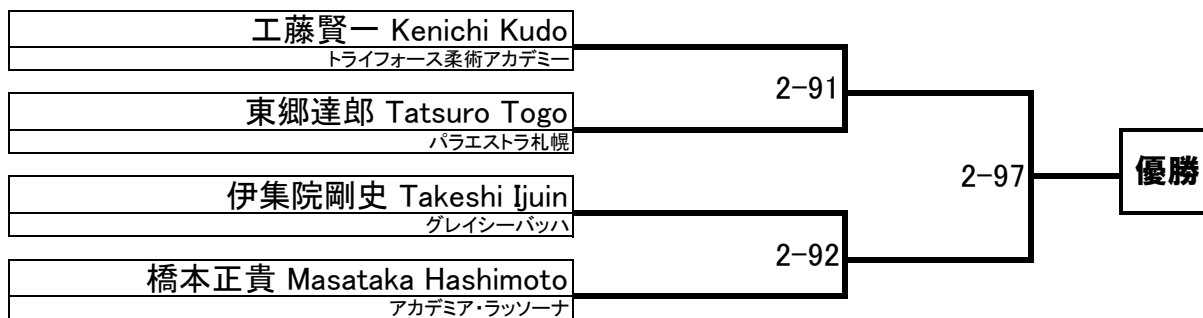 工藤賢一 Kenichi Kudo
トライフォース柔術アカデミー
2-91
東郷達郎 Tatsuro Togo
パラエストラ札幌
2-97
優勝
伊集院剛史 Takeshi Ijuin
グレイシーバッハ
2-92
橋本正貴 Masataka Hashimoto
アカデミア・ラッソーナ